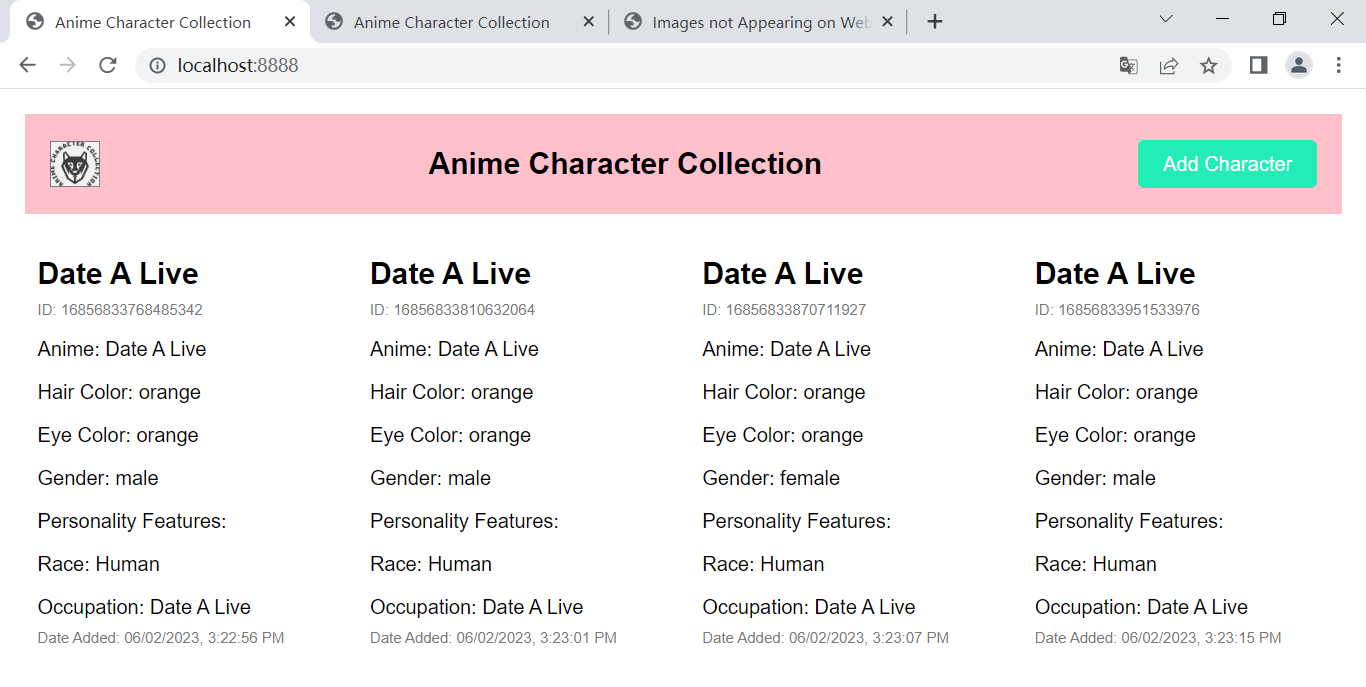 Anime Character Collection
Anime Character Collection
Images not Appearing on Web
localhost:8888
ANIME CHARACTER COLLECTION
Anime Character Collection
Add Character
Date A Live
ID: 16856833768485342
Anime: Date A Live
Hair Color: orange
Eye Color: orange
Gender: male
Personality Features:
Race: Human
Occupation: Date A Live
Date Added: 06/02/2023, 3:22:56 PM
Date A Live
ID: 16856833810632064
Anime: Date A Live
Hair Color: orange
Eye Color: orange
Gender: male
Personality Features:
Race: Human
Occupation: Date A Live
Date Added: 06/02/2023, 3:23:01 PM
Date A Live
ID: 16856833870711927
Anime: Date A Live
Hair Color: orange
Eye Color: orange
Gender: female
Personality Features:
Race: Human
Occupation: Date A Live
Date Added: 06/02/2023, 3:23:07 PM
Date A Live
ID: 16856833951533976
Anime: Date A Live
Hair Color: orange
Eye Color: orange
Gender: male
Personality Features:
Race: Human
Occupation: Date A Live
Date Added: 06/02/2023, 3:23:15 PM